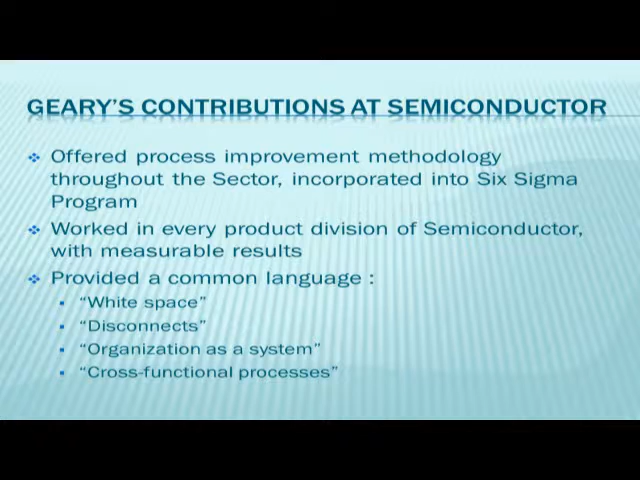 GEARY'S CONTRIBUTIONS AT SEMICONDUCTOR
Offered process improvement methodology
throughout the Sector, incorporated into Six Sigma
Program
Worked in every product division of Semiconductor,
with measurable results
Provided a common language :
"White space"
"Disconnects"
"Organization as a system"
"Cross-functional processes"